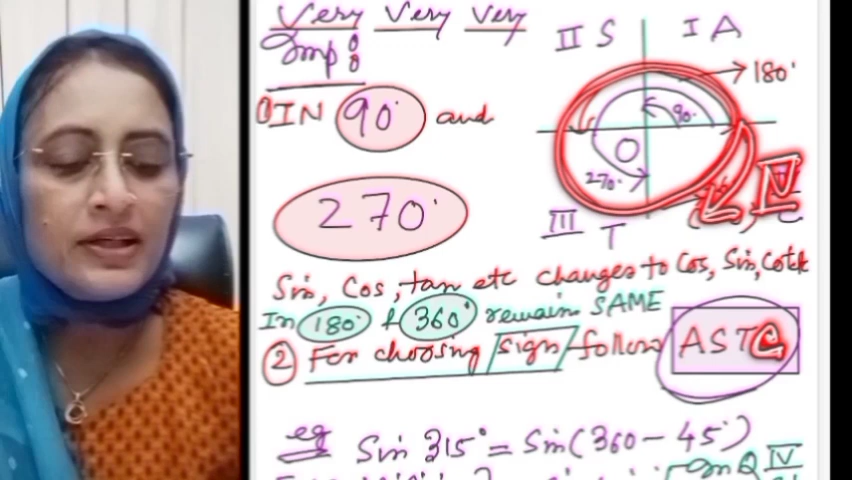 Very Very Very
Imp:
II S
I A
180°
① IN 90° and
90°
270°
O
270°
IV
III T
Sin, Cos, tan etc changes to Cos, Sin, Cot
In 180° & 360° remain SAME
② For choosing sign follow ASTC
eg Sin 315° = Sin(360 - 45°)
Q IV